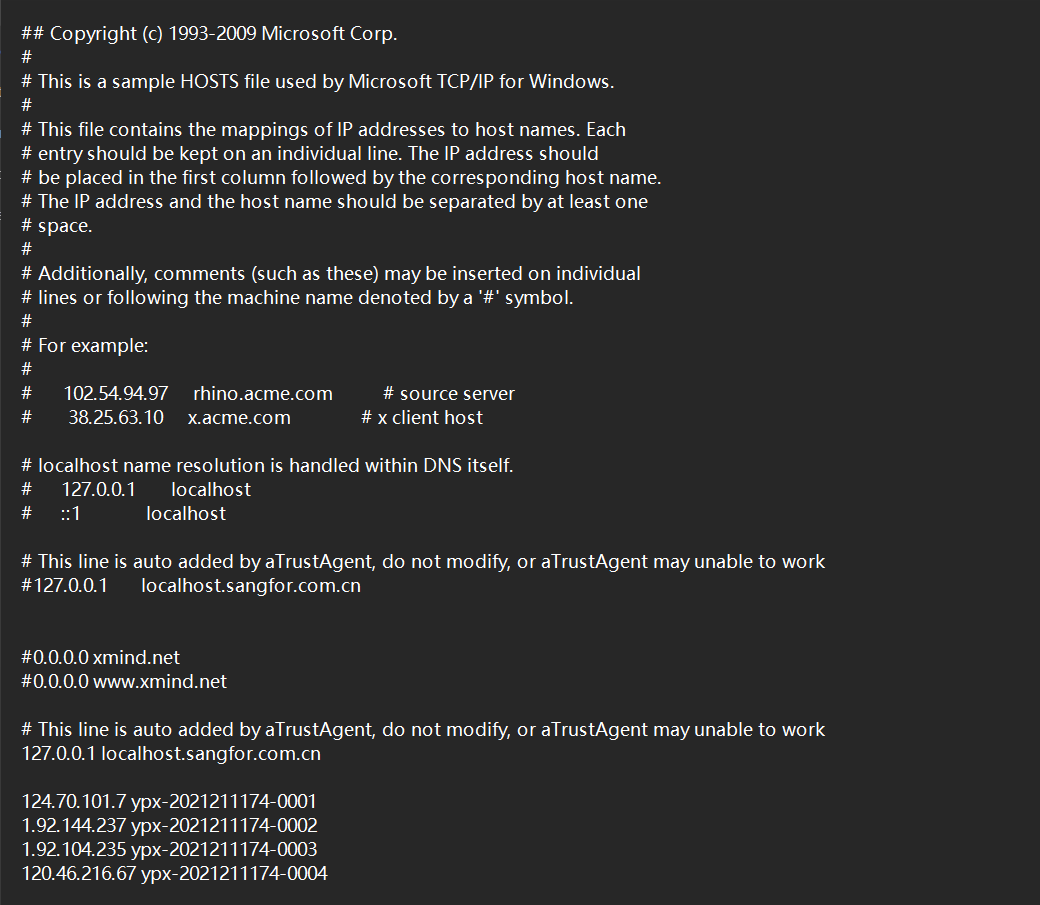 ## Copyright (c) 1993-2009 Microsoft Corp.
#
# This is a sample HOSTS file used by Microsoft TCP/IP for Windows.
#
# This file contains the mappings of IP addresses to host names. Each
# entry should be kept on an individual line. The IP address should
# be placed in the first column followed by the corresponding host name.
# The IP address and the host name should be separated by at least one
# space.
#
# Additionally, comments (such as these) may be inserted on individual
# lines or following the machine name denoted by a '#' symbol.
#
# For example:
#
#      102.54.94.97     rhino.acme.com          # source server
#       38.25.63.10     x.acme.com              # x client host

# localhost name resolution is handled within DNS itself.
#      127.0.0.1       localhost
#      ::1             localhost

# This line is auto added by aTrustAgent, do not modify, or aTrustAgent may unable to work
#127.0.0.1      localhost.sangfor.com.cn

#0.0.0.0 xmind.net
#0.0.0.0 www.xmind.net

# This line is auto added by aTrustAgent, do not modify, or aTrustAgent may unable to work
127.0.0.1 localhost.sangfor.com.cn

124.70.101.7 ypx-2021211174-0001
1.92.144.237 ypx-2021211174-0002
1.92.104.235 ypx-2021211174-0003
120.46.216.67 ypx-2021211174-0004